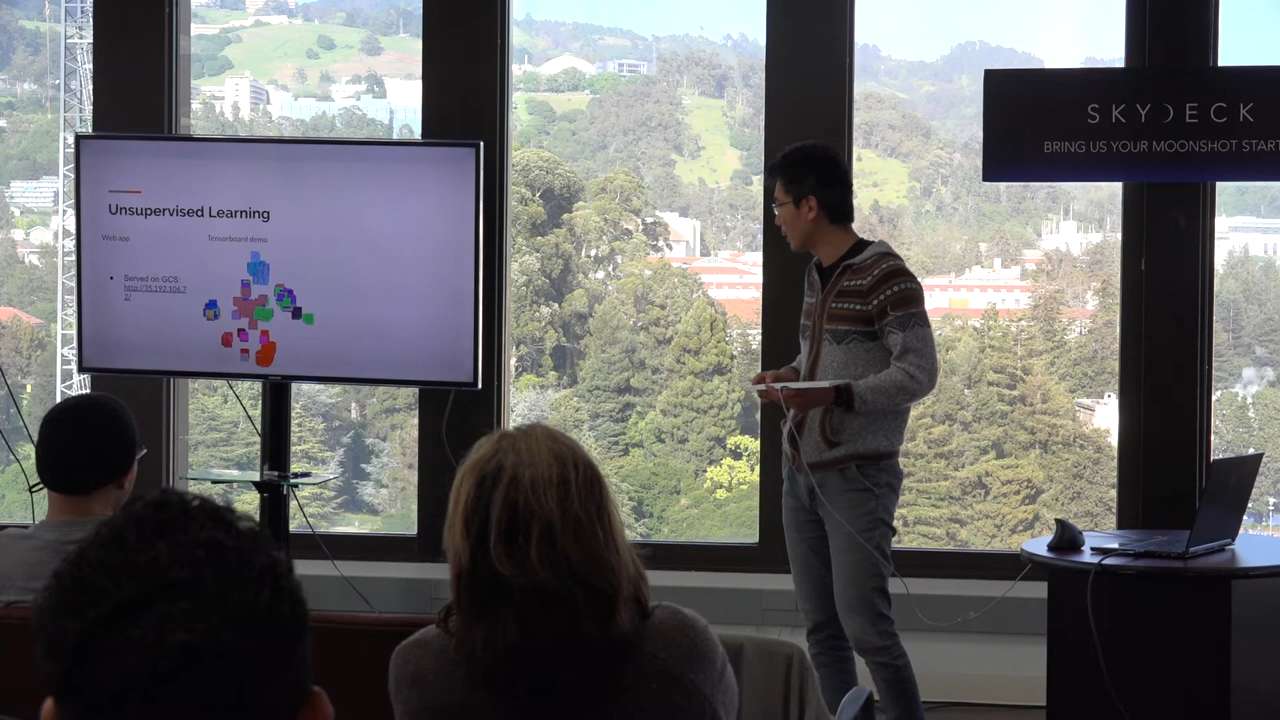 Unsupervised Learning
Web app
Tensorboard demo
Served on GCS:
http://35.192.106.7
2/
SKYDECK
BRING US YOUR MOONSHOT START